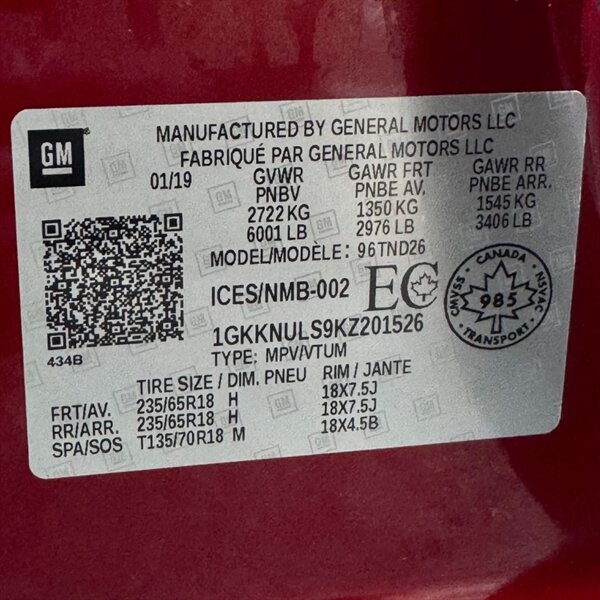 GM
MANUFACTURED BY GENERAL MOTORS LLC
FABRIQUÉ PAR GENERAL MOTORS LLC
01/19 GVWR GAWR FRT GAWR RR
PNBV PNBE AV. PNBE ARR.
2722 KG 1350 KG 1545 KG
6001 LB 2976 LB 3406 LB
MODEL/MODÈLE: 96TND26
ICES/NMB-002 EC
CANADA
CMVSS 985 NSVAC
TRANSPORT
1GKKNULS9KZ201526
434B
TYPE: MPV/VTUM
TIRE SIZE / DIM. PNEU RIM / JANTE
FRT/AV. 235/65R18 H 18X7.5J
RR/ARR. 235/65R18 H 18X7.5J
SPA/SOS T135/70R18 M 18X4.5B